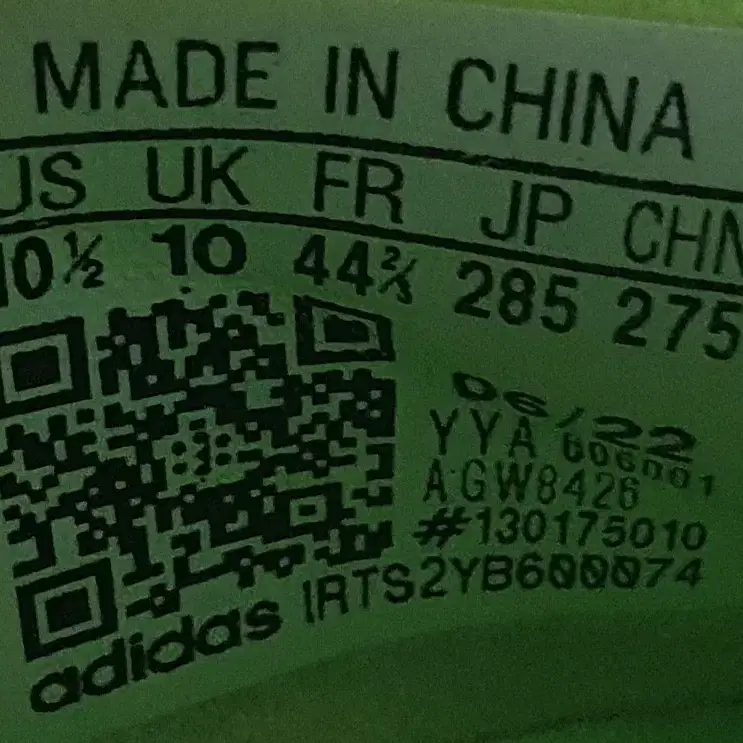 MADE IN CHINA
US UK FR JP CHN
10½ 10 44⅔ 285 275
06/22
YYA 606001
A GW8426
#130175010
adidas IRTS2YB600074